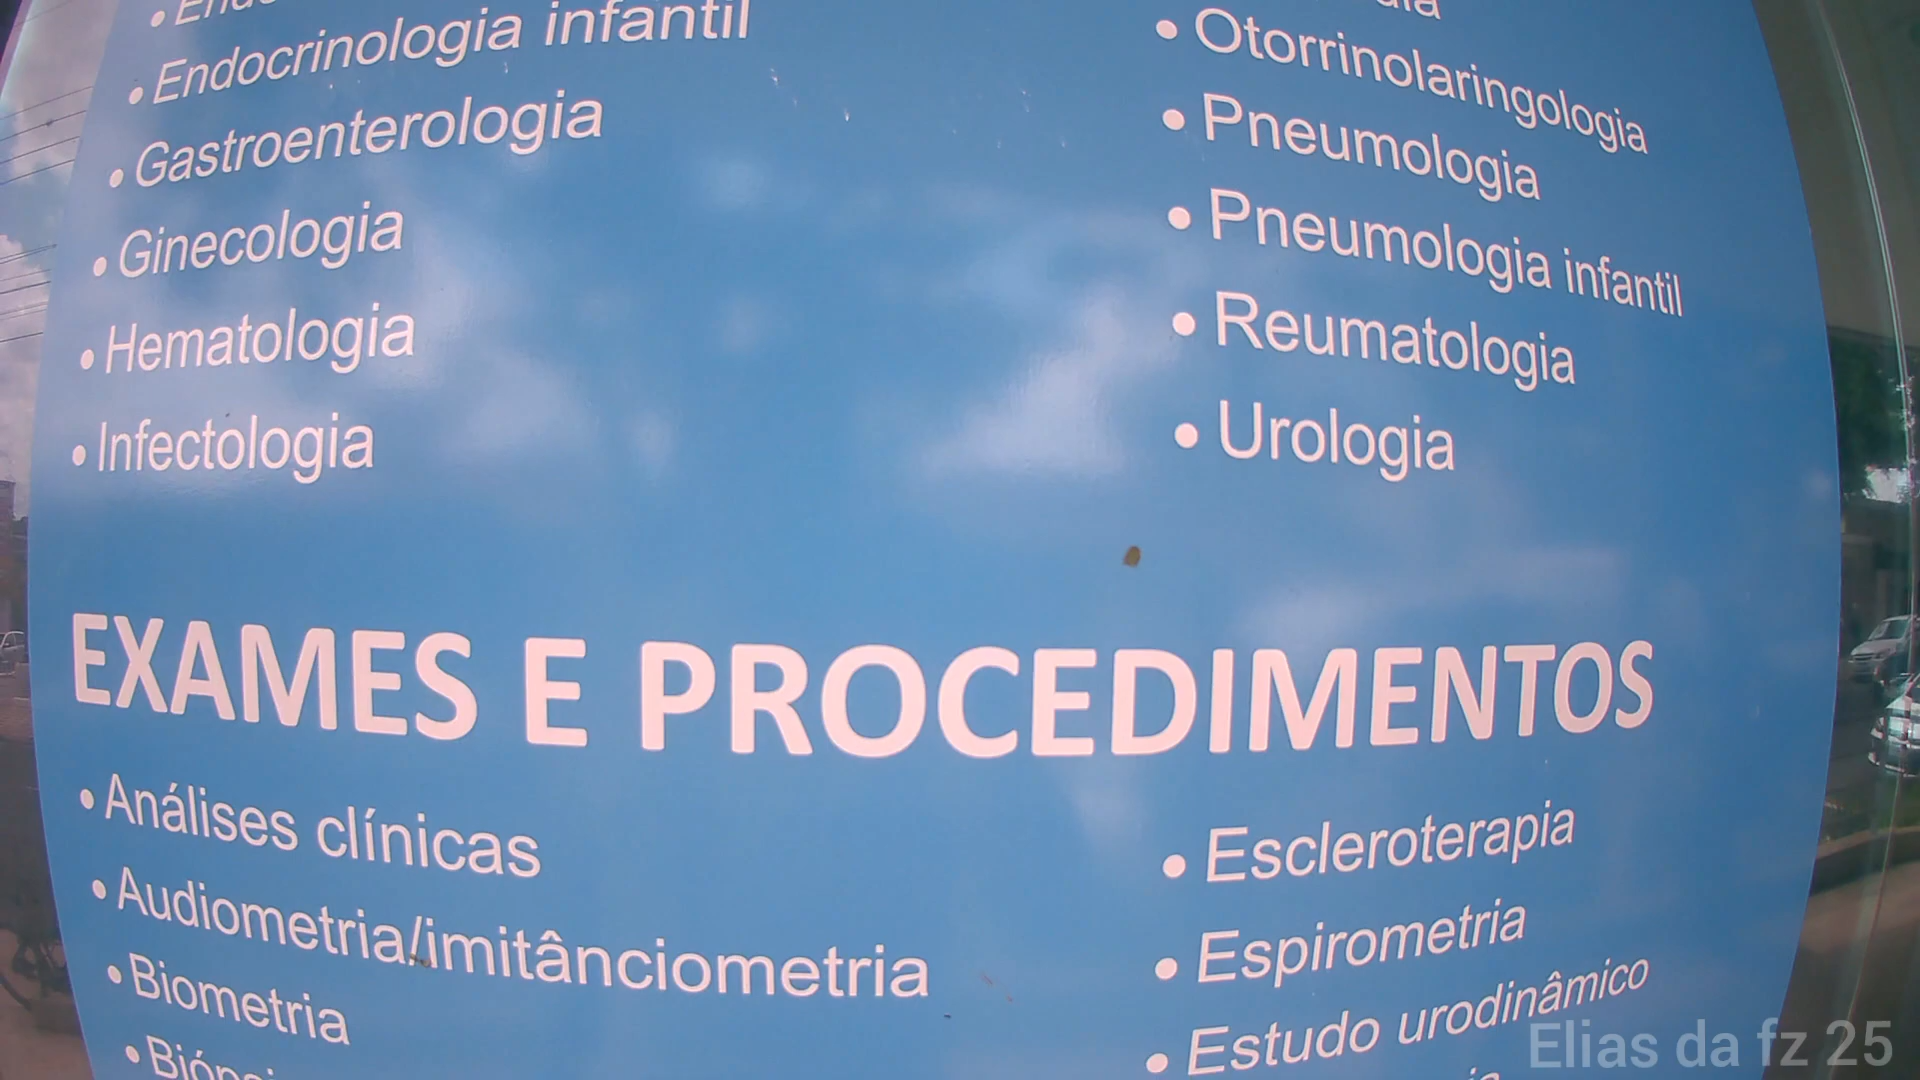 • Endocrinologia infantil
• Gastroenterologia
• Ginecologia
• Hematologia
• Infectologia
• Otorrinolaringologia
• Pneumologia
• Pneumologia infantil
• Reumatologia
• Urologia
EXAMES E PROCEDIMENTOS
• Análises clínicas
• Audiometria/imitânciometria
• Biometria
• Escleroterapia
• Espirometria
• Estudo urodinâmico
Elias da fz 25